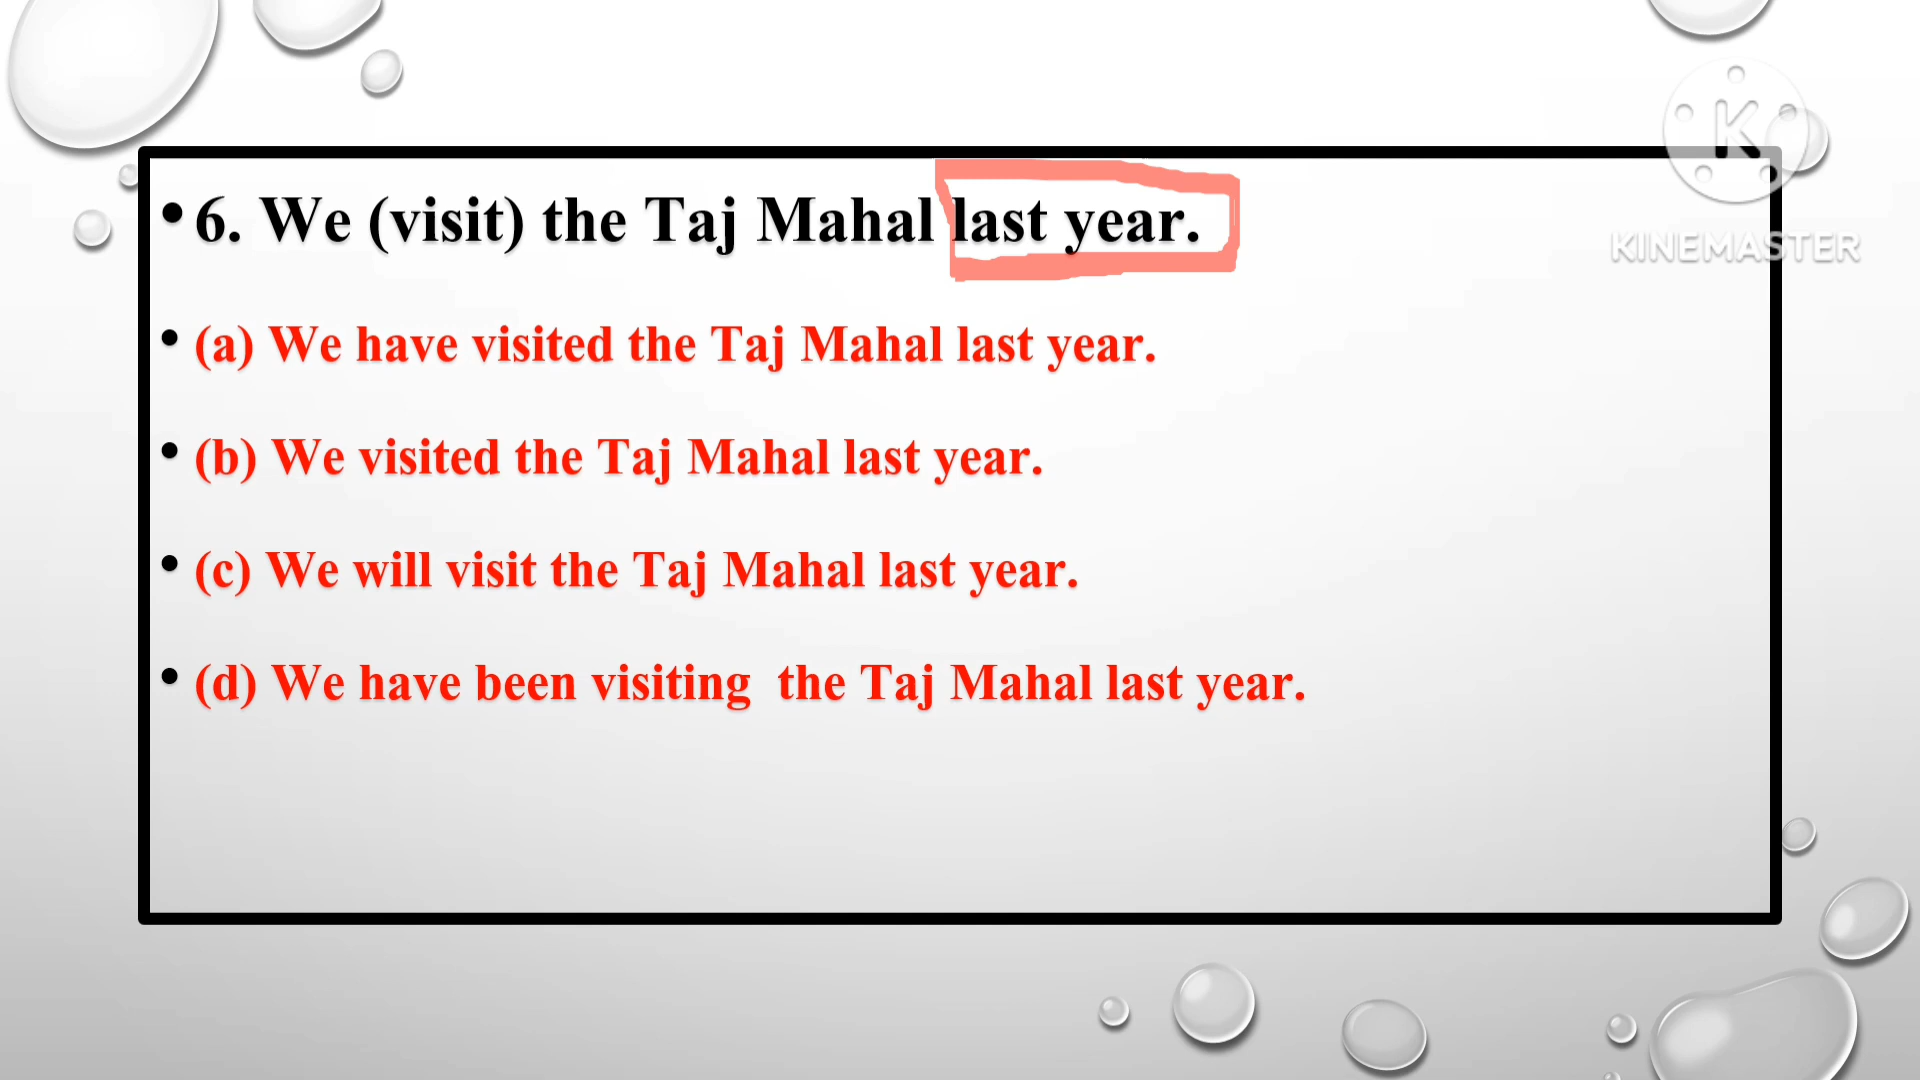 • 6. We (visit) the Taj Mahal last year.
• (a) We have visited the Taj Mahal last year.
• (b) We visited the Taj Mahal last year.
• (c) We will visit the Taj Mahal last year.
• (d) We have been visiting  the Taj Mahal last year.
K
KINEMASTER